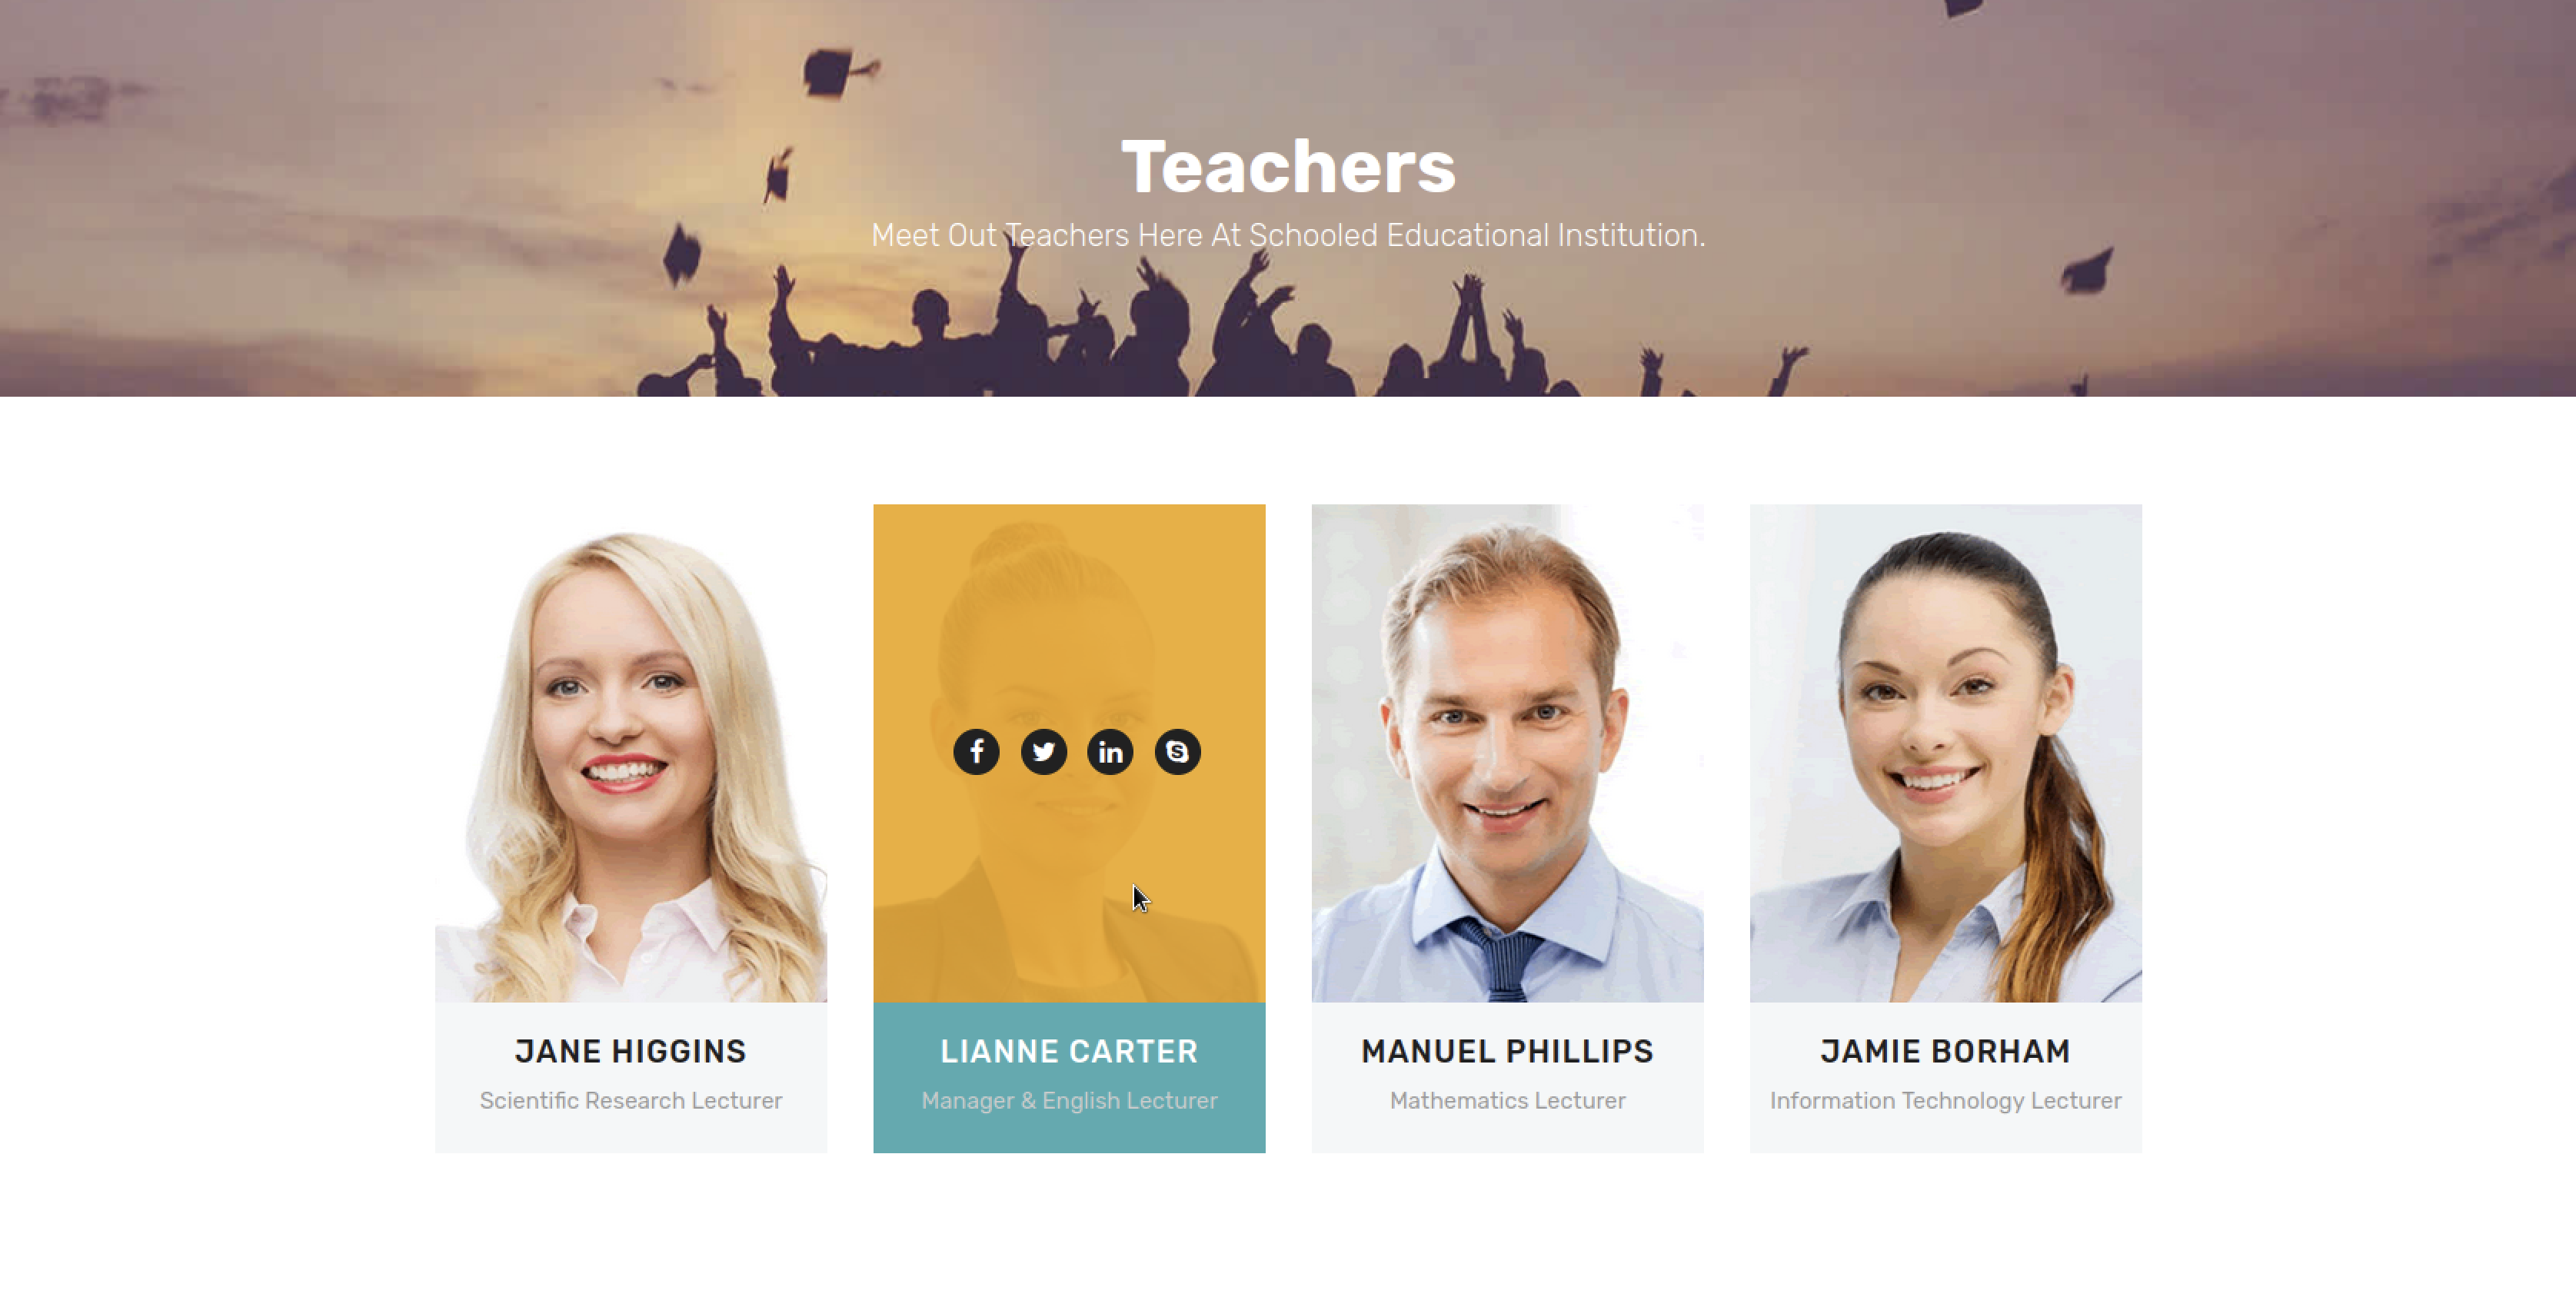 Teachers
Meet Out Teachers Here At Schooled Educational Institution.
JANE HIGGINS
Scientific Research Lecturer
LIANNE CARTER
Manager & English Lecturer
MANUEL PHILLIPS
Mathematics Lecturer
JAMIE BORHAM
Information Technology Lecturer